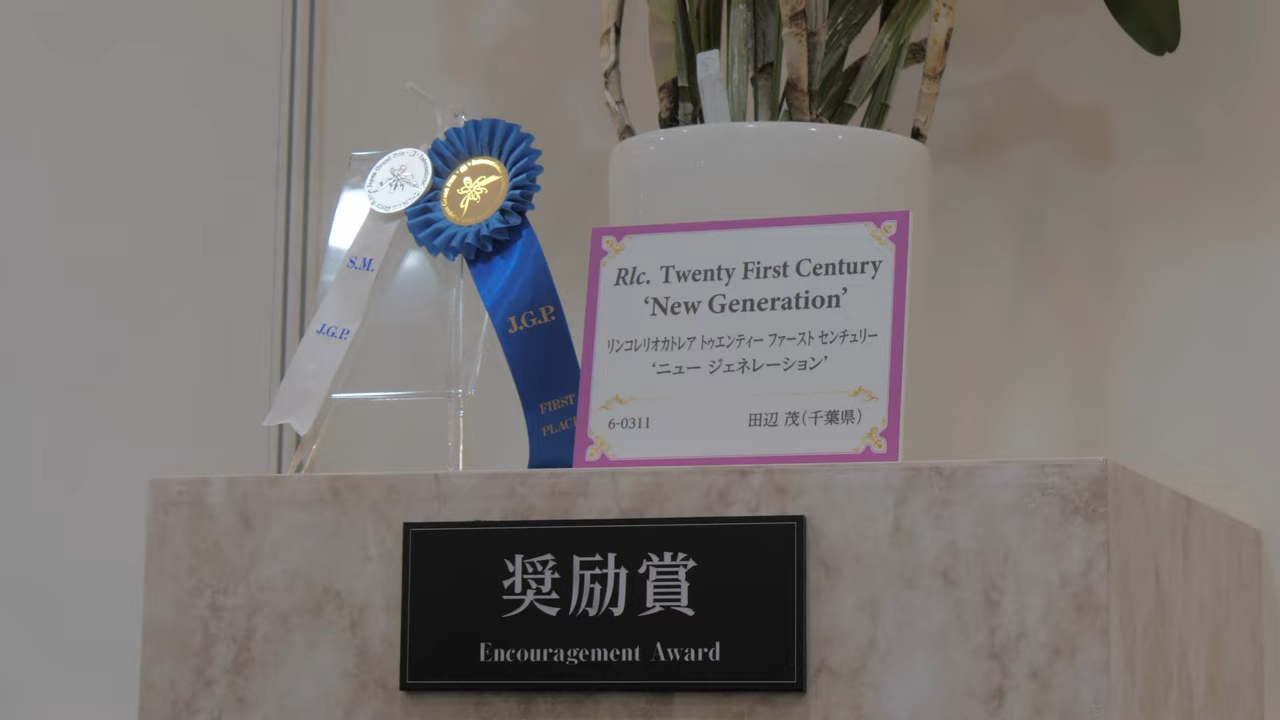 S.M.
J.G.P.
J.G.P.
FIRST
Rlc. Twenty First Century
‘New Generation’
リンコレリオカトレア トゥエンティー ファースト センチュリー
‘ニュー ジェネレーション’
6-0311
田辺 茂(千葉県)
奨励賞
Encouragement Award